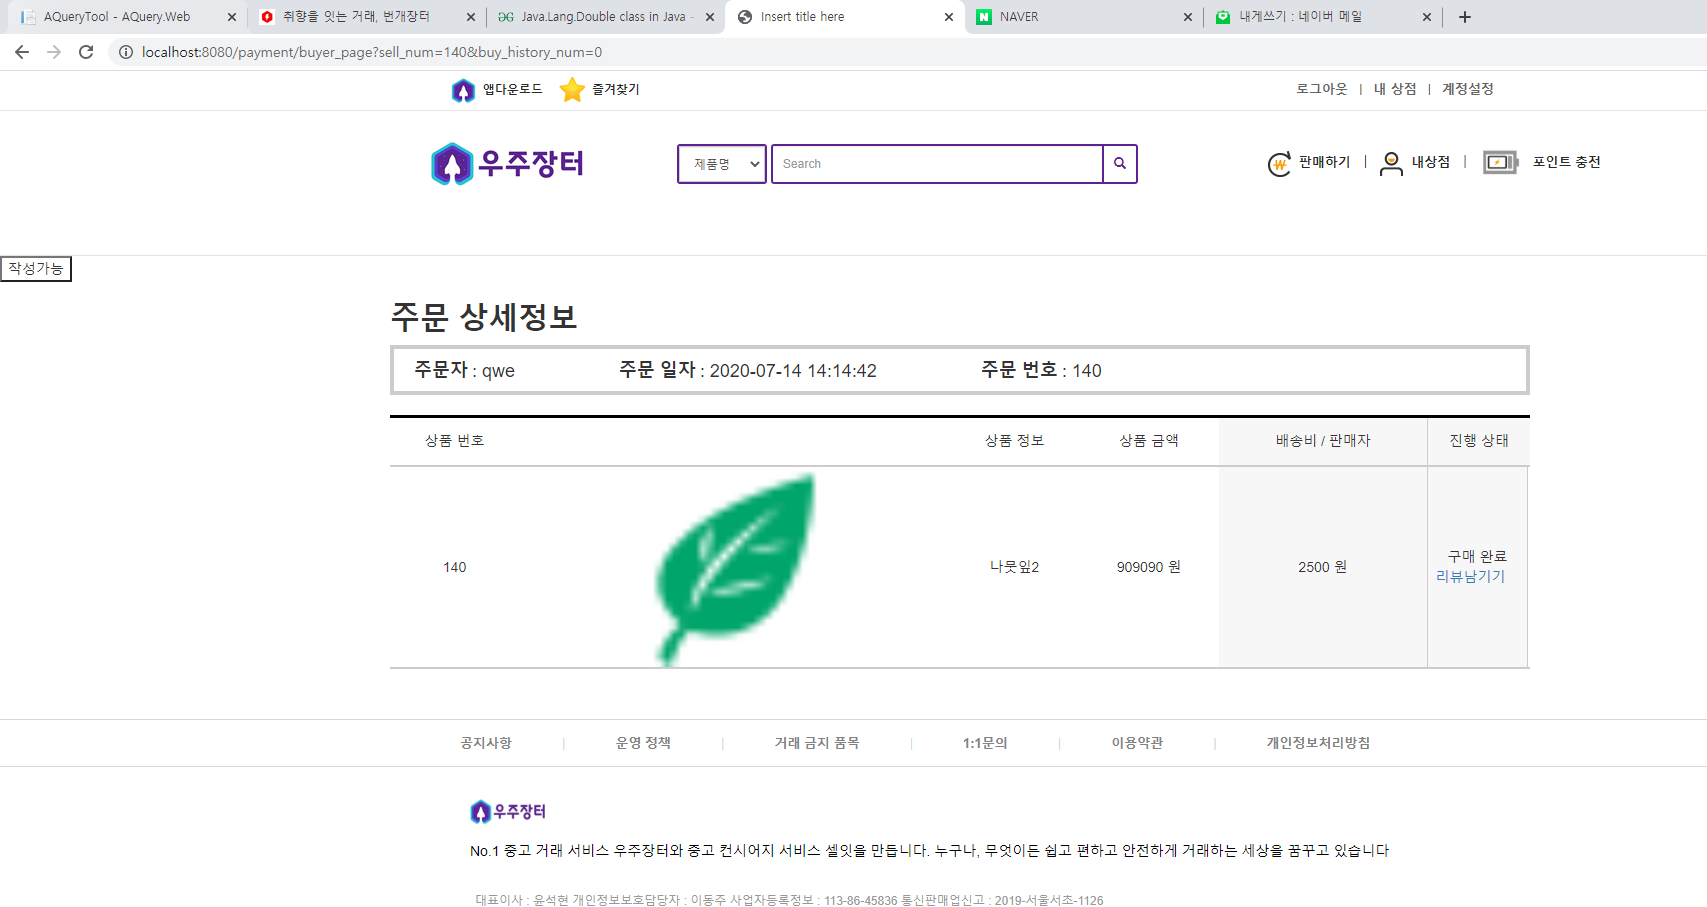 AQueryTool - AQuery.Web
취향을 잇는 거래, 번개장터
Java.Lang.Double class in Java -
Insert title here
NAVER
내게쓰기 : 네이버 메일
localhost:8080/payment/buyer_page?sell_num=140&buy_history_num=0
앱다운로드 즐겨찾기 로그아웃 | 내 상점 | 계정설정
우주장터 제품명 Search 판매하기 | 내상점 | 포인트 충전
작성가능
주문 상세정보
주문자 : qwe 주문 일자 : 2020-07-14 14:14:42 주문 번호 : 140
상품 번호 상품 정보 상품 금액 배송비 / 판매자 진행 상태
140 나뭇잎2 909090 원 2500 원 구매 완료
리뷰남기기
공지사항 | 운영 정책 | 거래 금지 품목 | 1:1문의 | 이용약관 | 개인정보처리방침
우주장터
No.1 중고 거래 서비스 우주장터와 중고 컨시어지 서비스 셀잇을 만듭니다. 누구나, 무엇이든 쉽고 편하고 안전하게 거래하는 세상을 꿈꾸고 있습니다
대표이사 : 윤석현 개인정보보호담당자 : 이동주 사업자등록정보 : 113-86-45836 통신판매업신고 : 2019-서울서초-1126